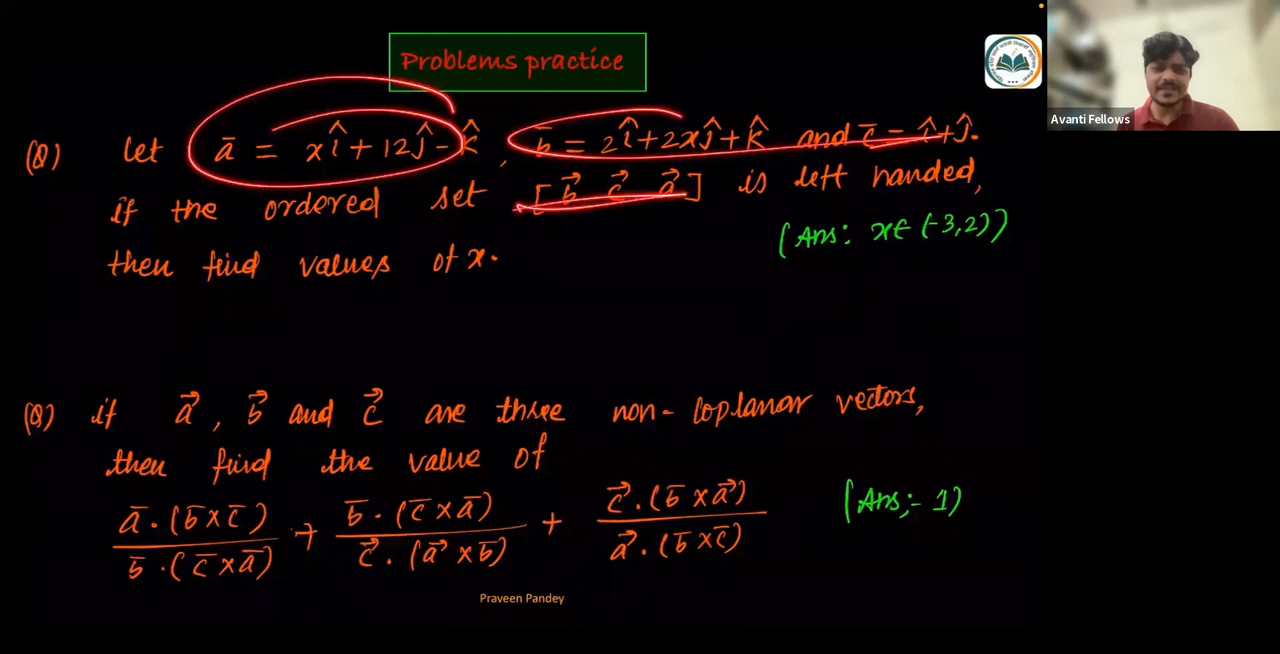 Problems practice
Avanti Fellows
(Q) Let ā = xî + 12ĵ - k̂ , b̄ = 2î + 2xĵ + k̂ and c̄ = î + ĵ.
if the ordered set [b⃗ c⃗ a⃗] is left handed,
then find values of x.
(Ans: x∈ (-3,2))
(Q) if a⃗, b⃗ and c⃗ are three non-coplanar vectors,
then find the value of
ā . (b̄ × c̄) / b̄ . (c̄ × ā) + b̄ . (c̄ × ā) / c⃗ . (a⃗ × b̄) + c⃗ . (b̄ × a⃗) / a⃗ . (b̄ × c̄)
(Ans:- 1)
Praveen Pandey